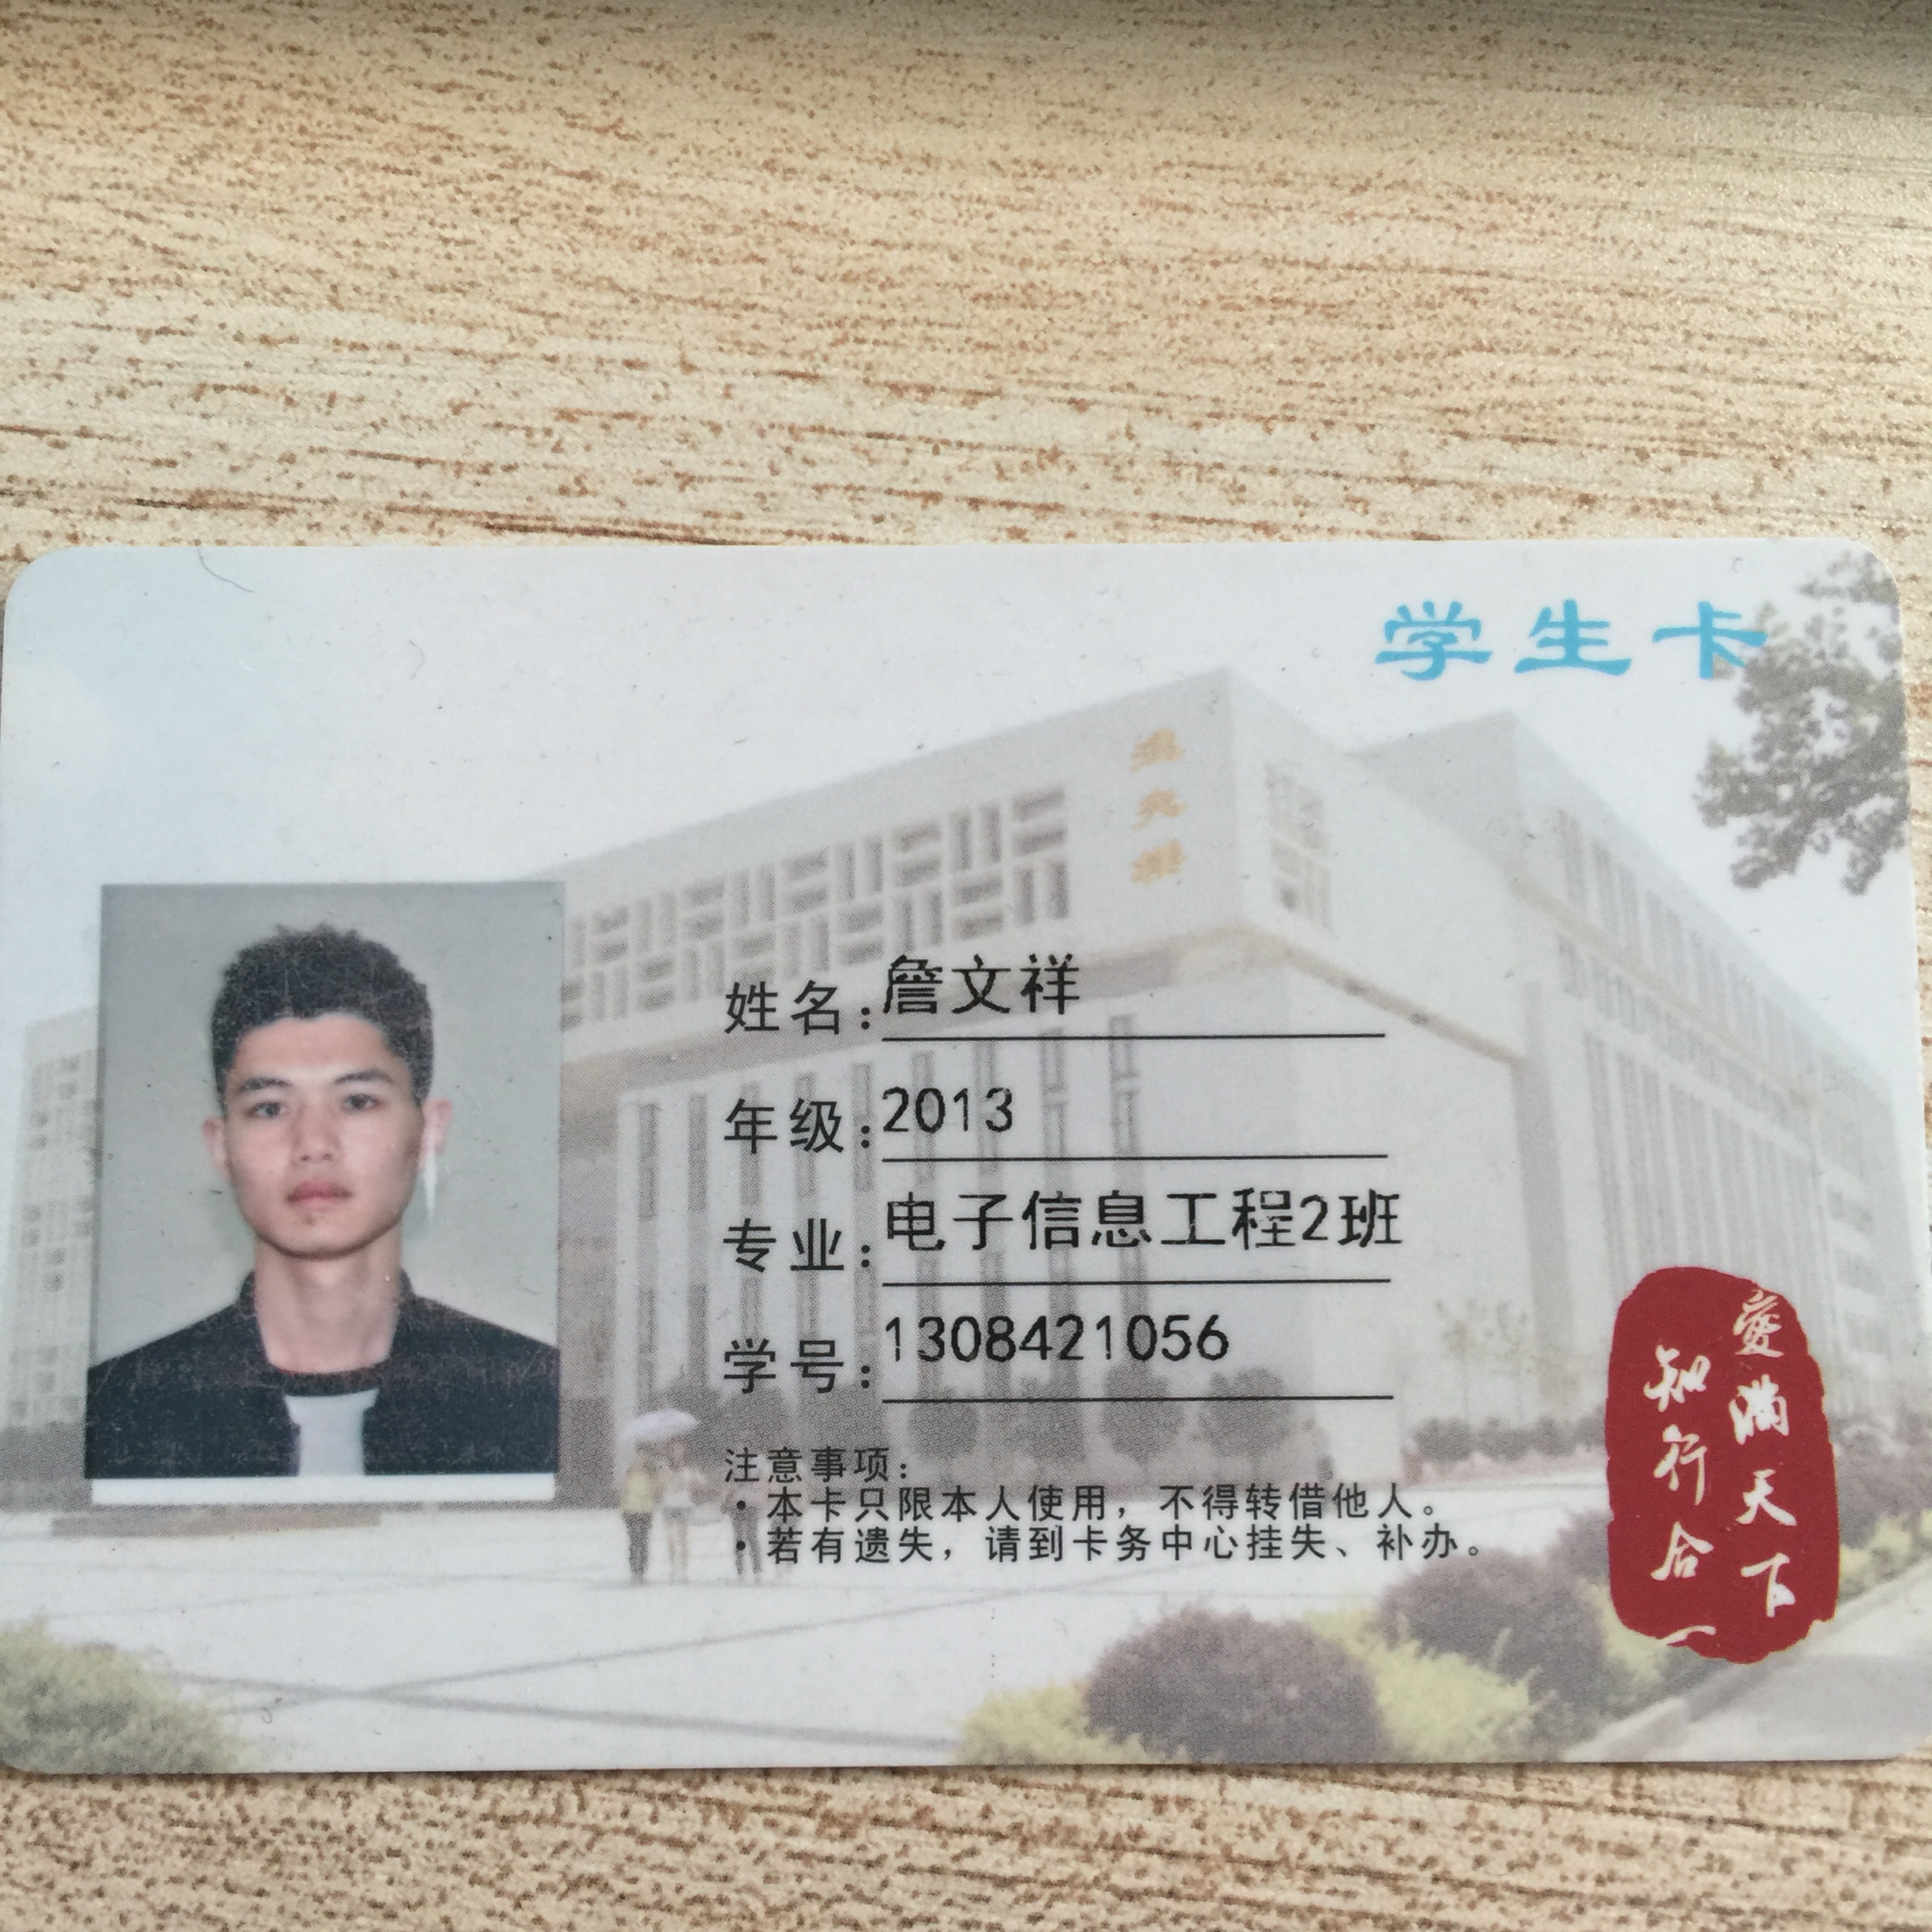 学生卡
姓名：詹文祥
年级：2013
专业：电子信息工程2班
学号：1308421056
注意事项：
·本卡只限本人使用，不得转借他人。
·若有遗失，请到卡务中心挂失、补办。
愛满天下
知行合一